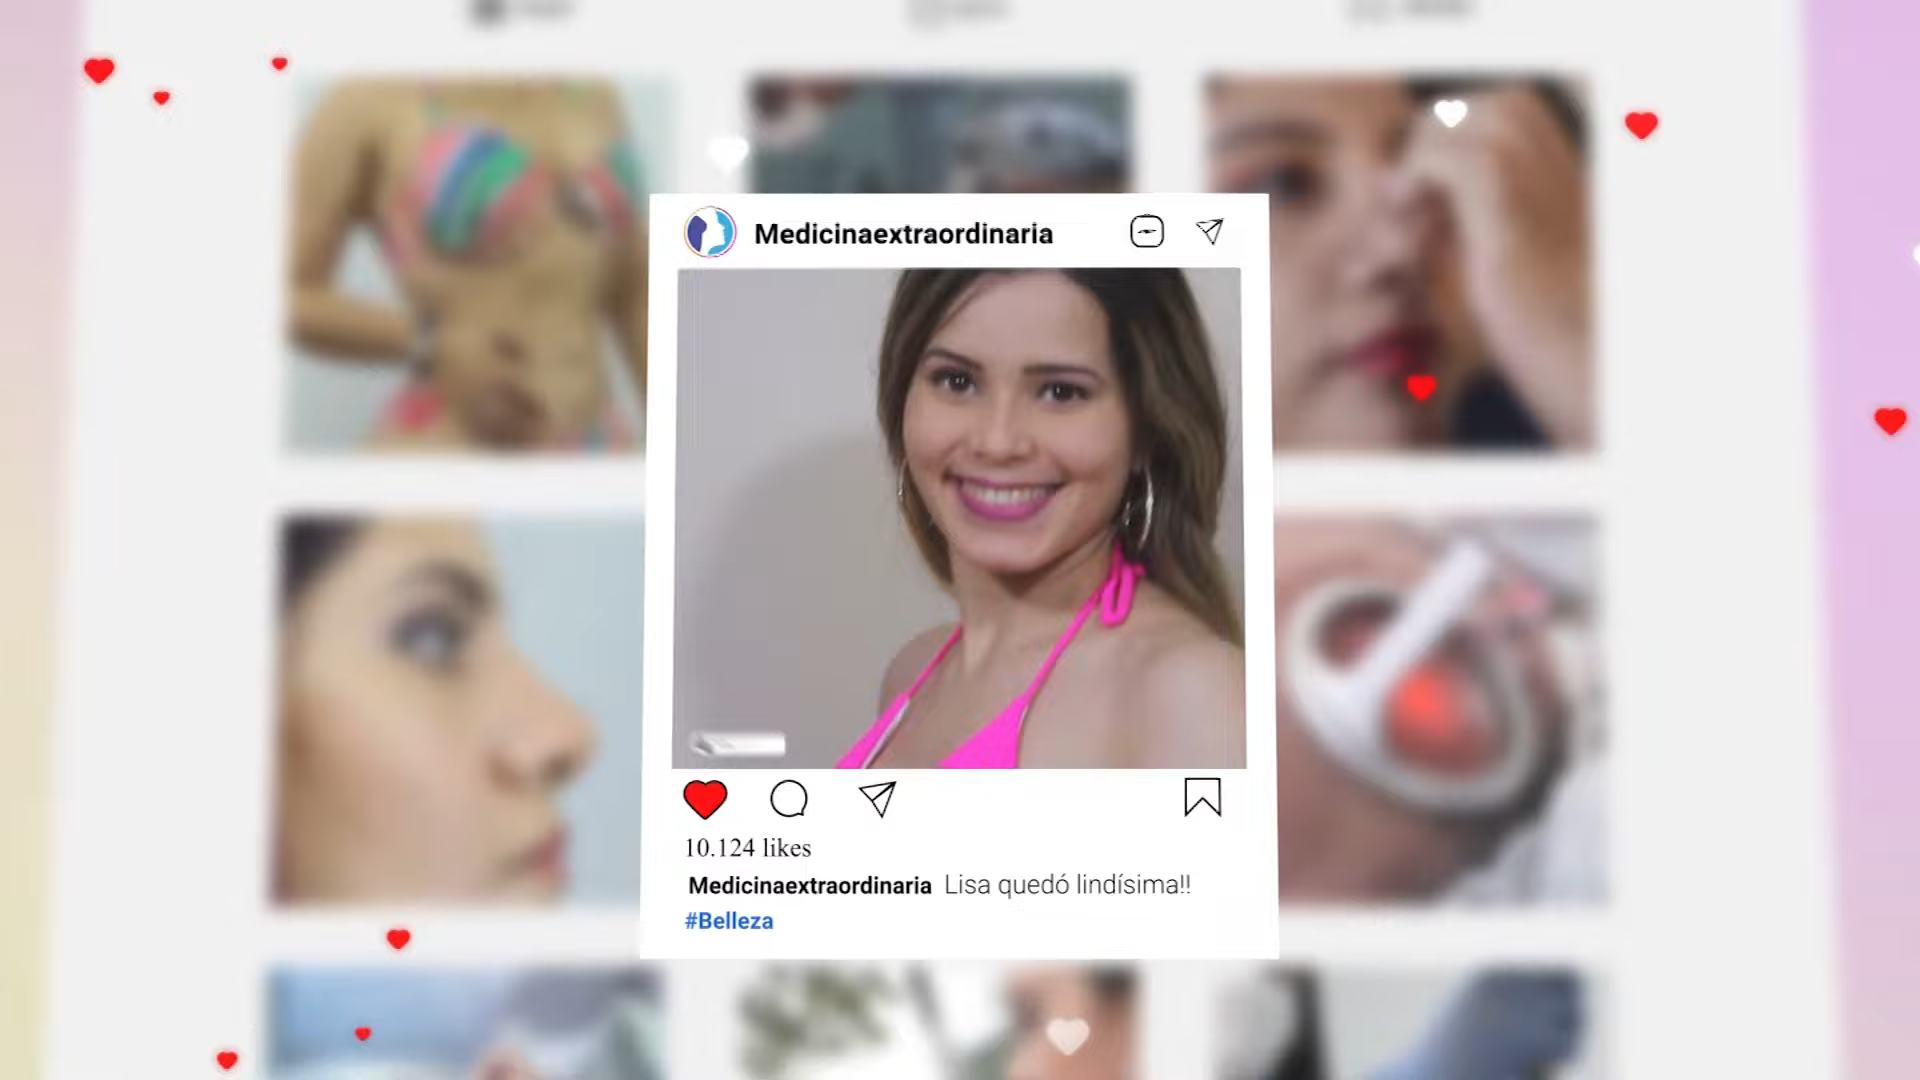 Medicinaextraordinaria
10.124 likes
Medicinaextraordinaria Lisa quedó lindísima!!
#Belleza